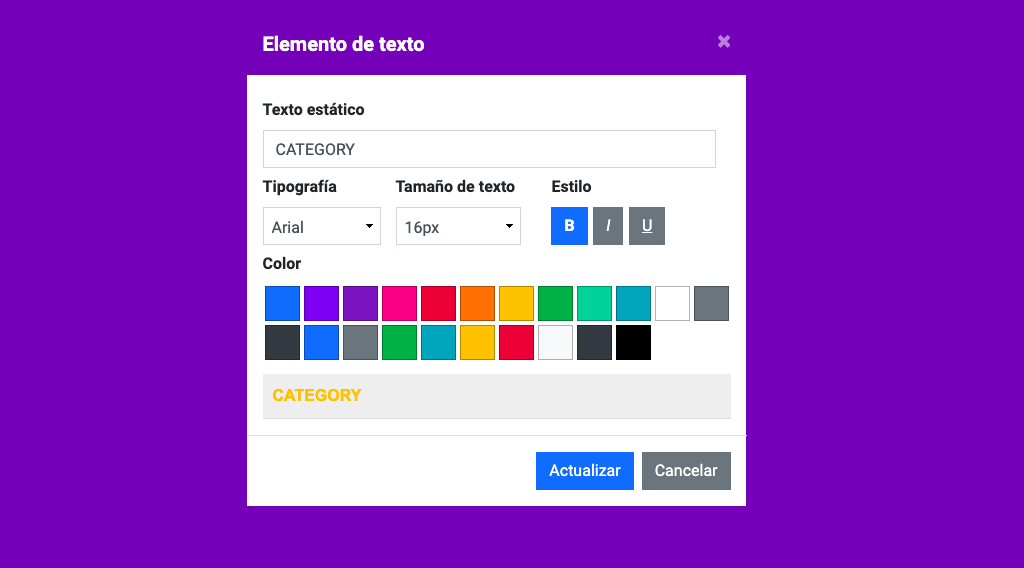 Elemento de texto
×
Texto estático
CATEGORY
Tipografía Tamaño de texto Estilo
Arial 16px B I U
Color
CATEGORY
Actualizar Cancelar